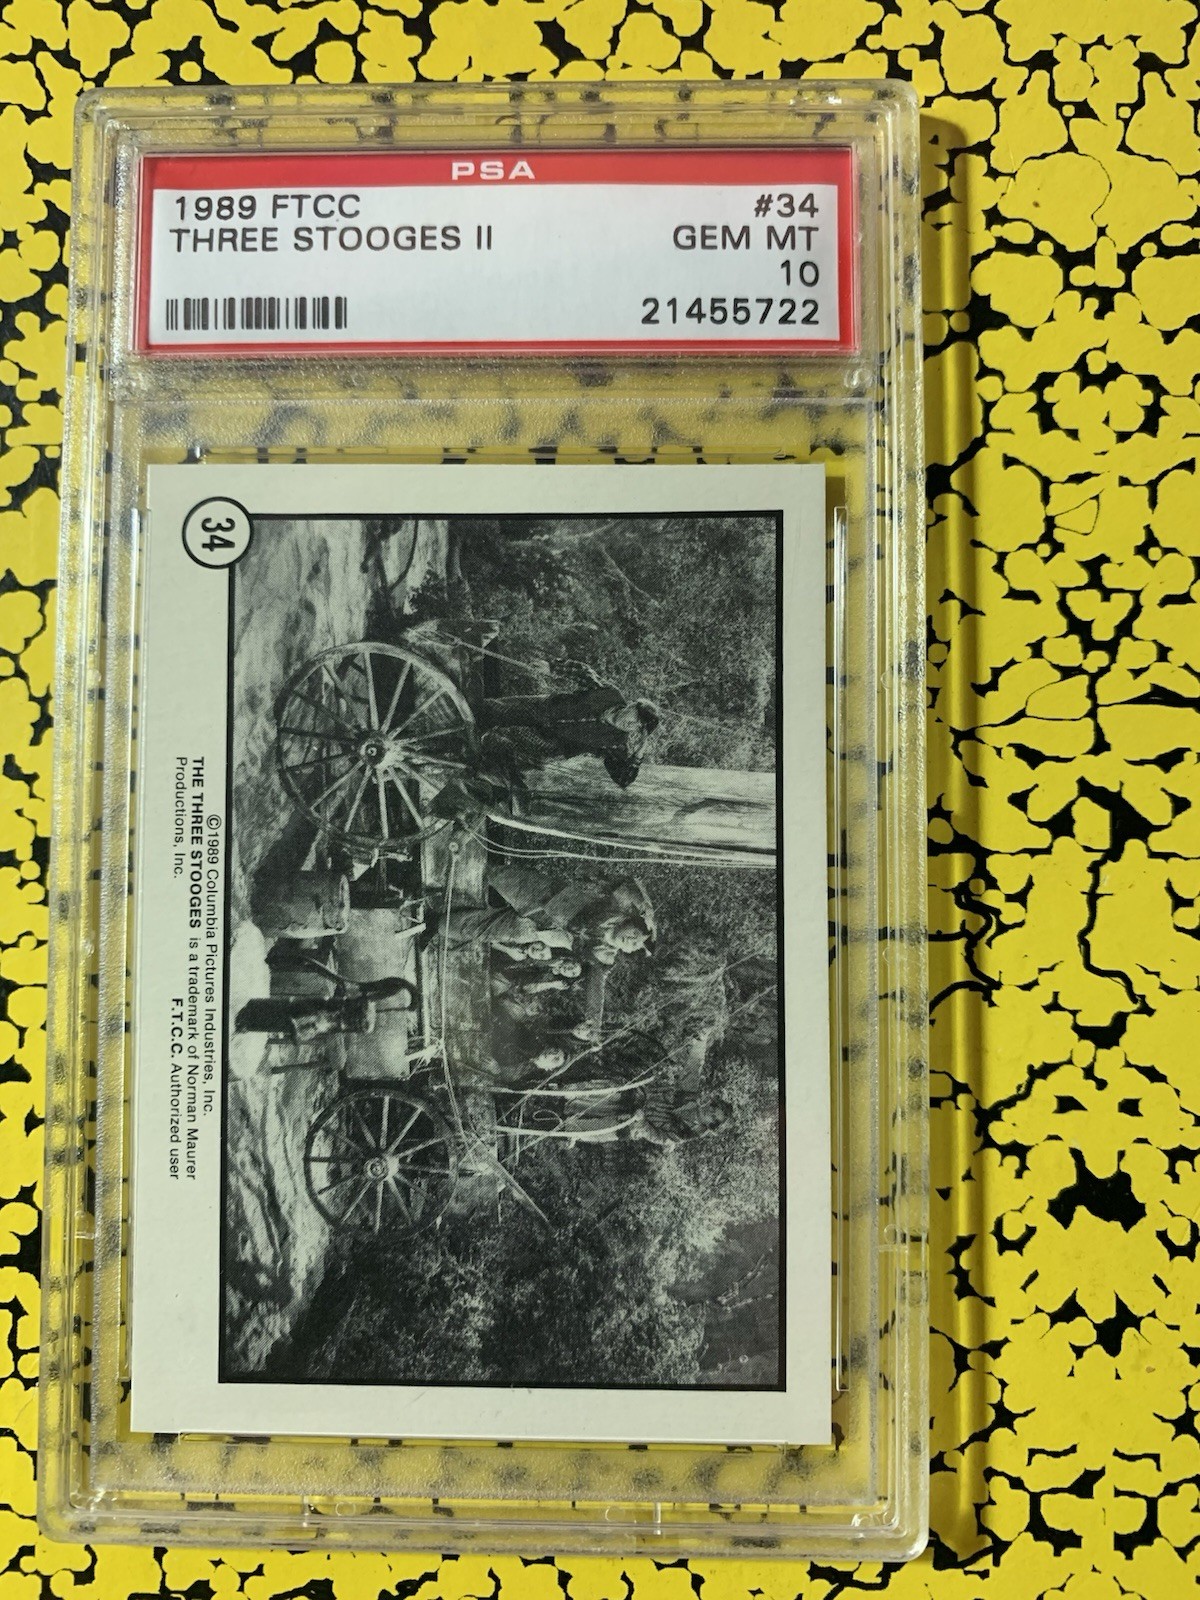 PSA
1989 FTCC #34
THREE STOOGES II GEM MT
10
21455722
34
©1989 Columbia Pictures Industries, Inc.
THE THREE STOOGES is a trademark of Norman Maurer
Productions, Inc. F.T.C.C. Authorized user